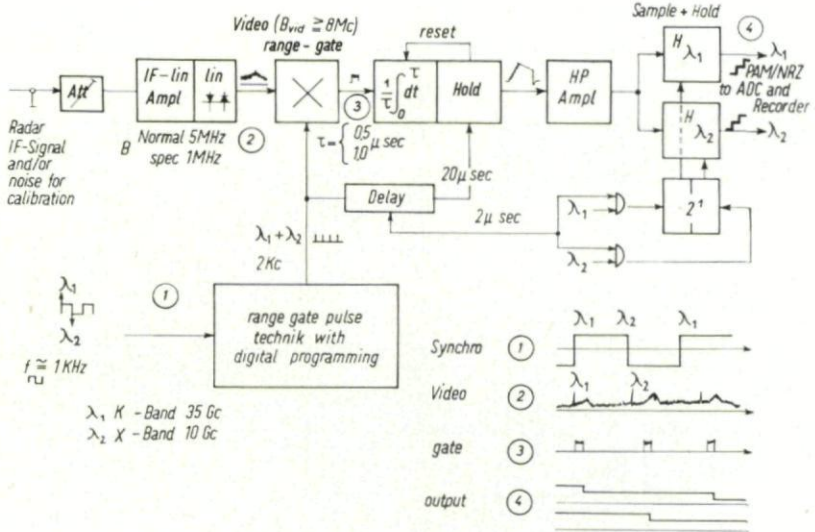 Sample + Hold
4
Video (B vid ≧ 8Mc)
range - gate
reset
H λ₁
λ₁
PAM/NRZ
to ADC and
Recorder
Att
IF-lin
Ampl
lin
1/τ ∫₀^τ dt
Hold
HP
Ampl
H λ₂
λ₂
Radar
IF-Signal
and/or
noise for
calibration
B Normal 5MHz
spec 1MHz
2
3
τ = { 0,5
1,0 μ sec
20μ sec
Delay
2μ sec
λ₁
λ₂
2¹
λ₁ + λ₂
2Kc
λ₁
λ₂
1
f ≅ 1KHz
range gate pulse
technik with
digital programming
λ₁ K - Band 35 Gc
λ₂ X - Band 10 Gc
λ₁ λ₂ λ₁
Synchro 1
λ₁ λ₂
Video 2
gate 3
output 4